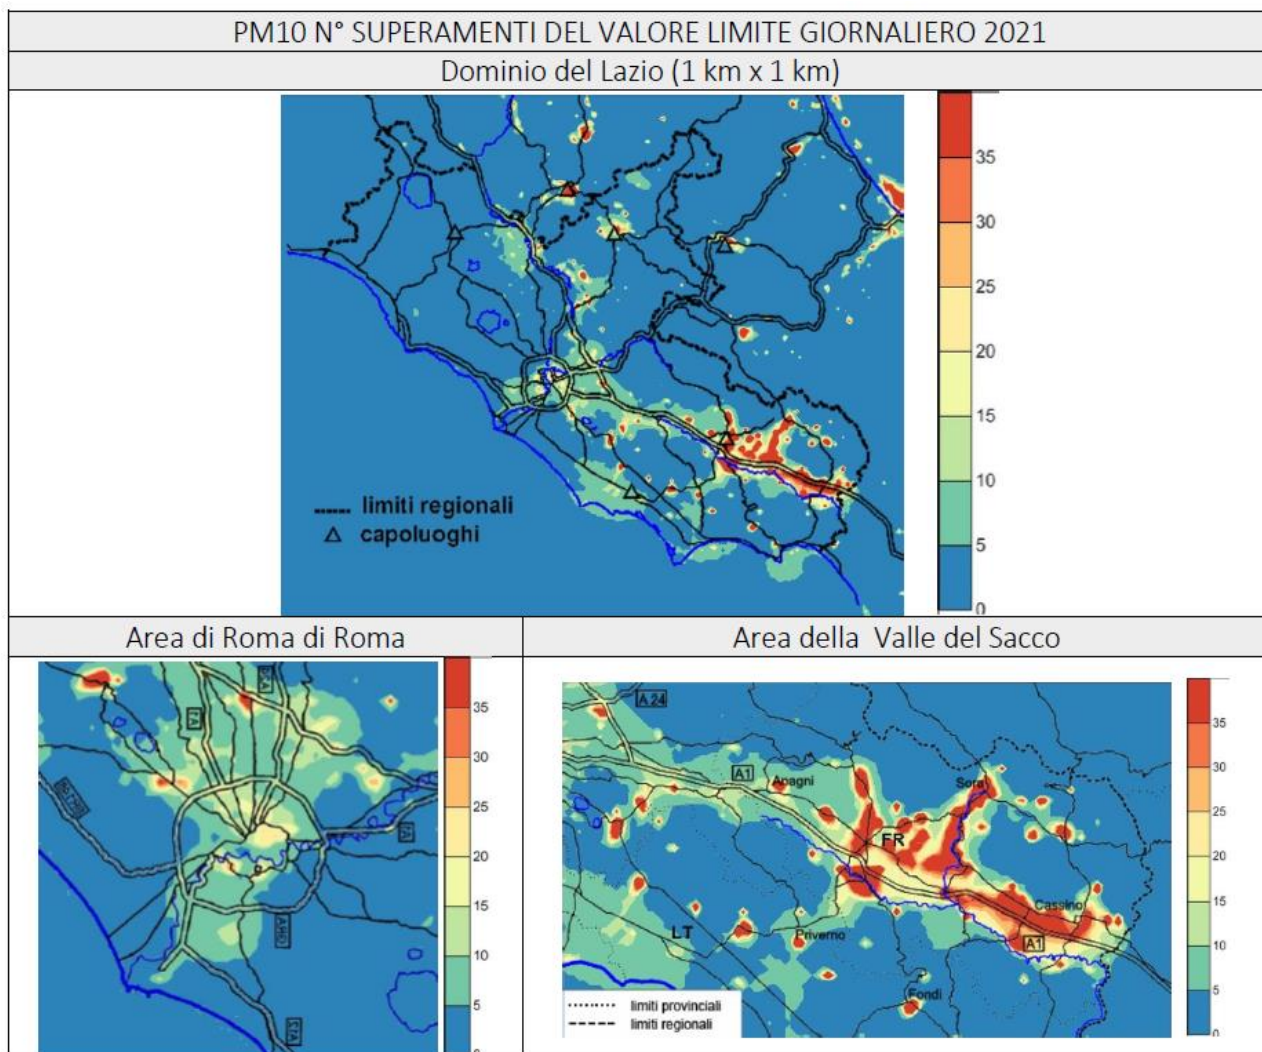 PM10 N° SUPERAMENTI DEL VALORE LIMITE GIORNALIERO 2021
Dominio del Lazio (1 km x 1 km)
35
30
25
20
15
10
5
0
limiti regionali
capoluoghi
Area di Roma di Roma
Area della Valle del Sacco
35
30
25
20
15
10
5
A 24
A1
Anagni
Sora
FR
Cassino
A1
LT
Priverno
Fondi
limiti provinciali
limiti regionali
35
30
25
20
15
10
5
0